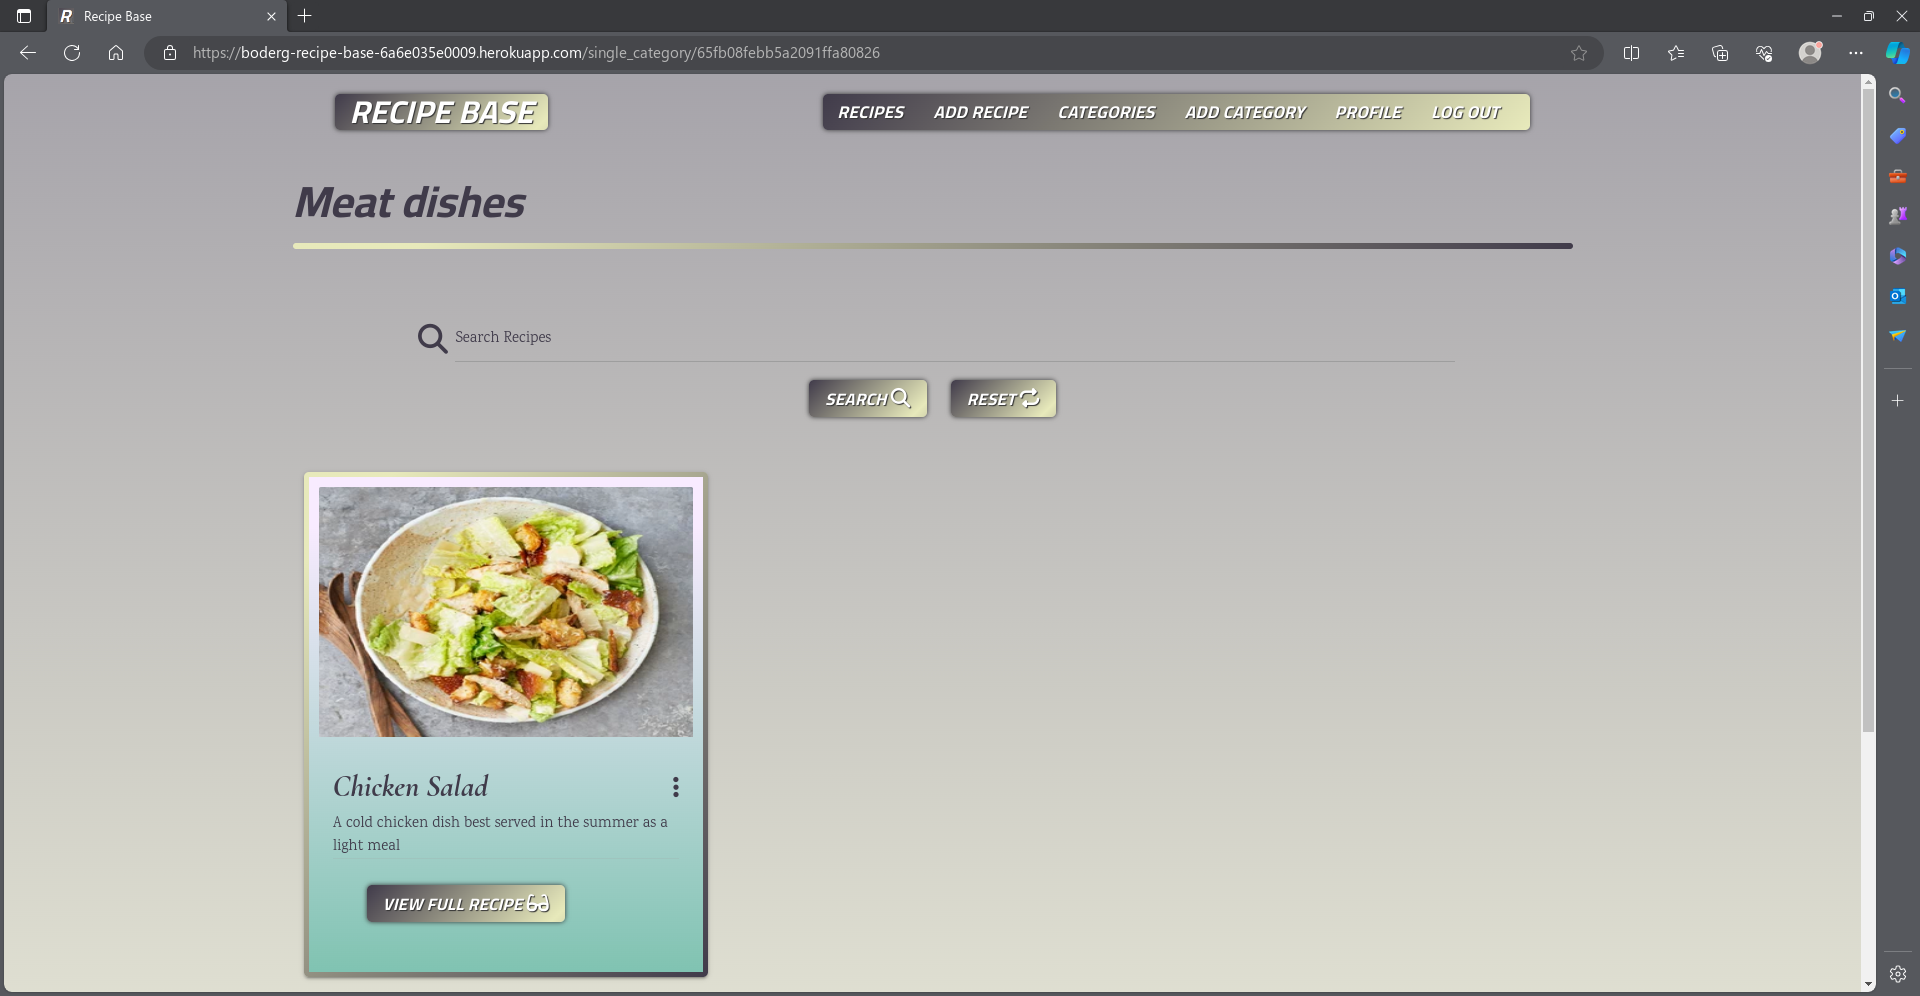 Recipe Base
https://boderg-recipe-base-6a6e035e0009.herokuapp.com/single_category/65fb08febb5a2091ffa80826
RECIPE BASE
RECIPES ADD RECIPE CATEGORIES ADD CATEGORY PROFILE LOG OUT
Meat dishes
Search Recipes
SEARCH RESET
Chicken Salad
A cold chicken dish best served in the summer as a
light meal
VIEW FULL RECIPE